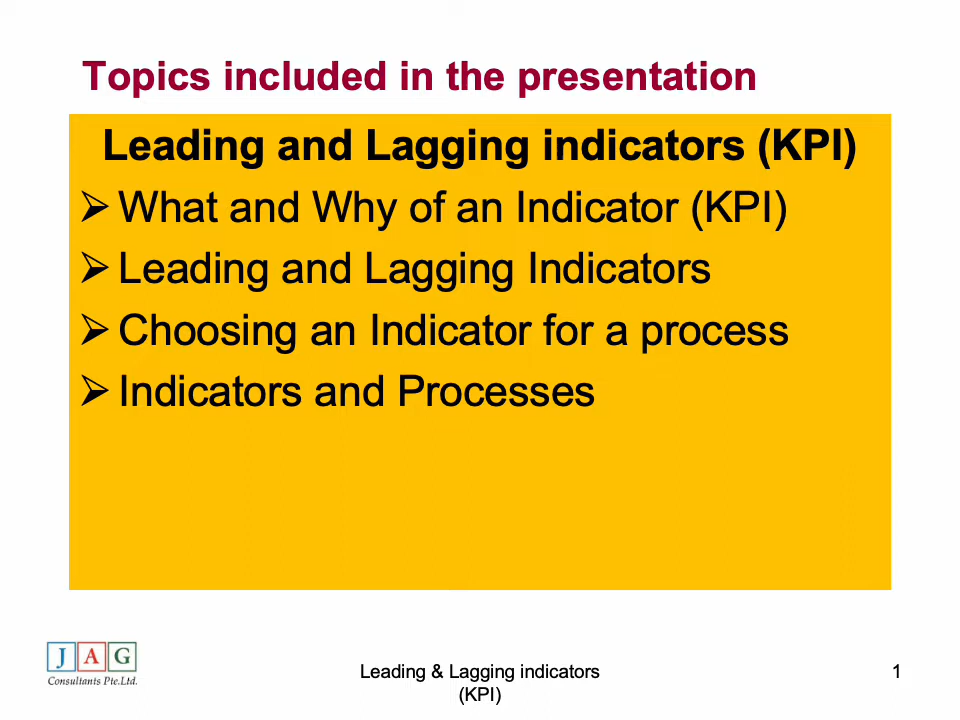 Topics included in the presentation
Leading and Lagging indicators (KPI)
What and Why of an Indicator (KPI)
Leading and Lagging Indicators
Choosing an Indicator for a process
Indicators and Processes
J A G
Consultants Pte.Ltd.
Leading & Lagging indicators
(KPI)
1